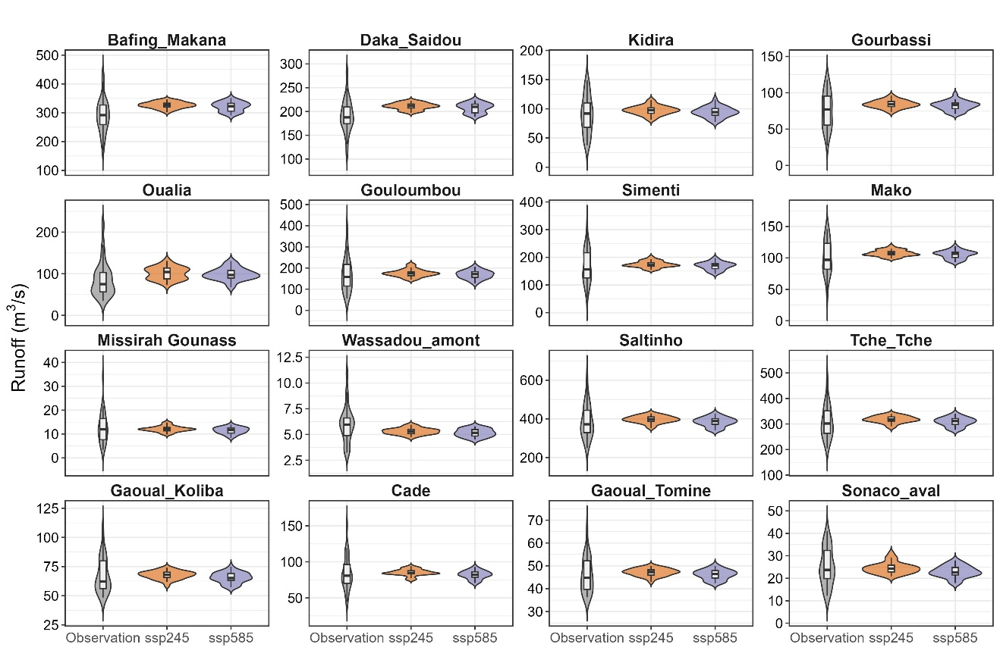 Bafing_Makana Daka_Saidou Kidira Gourbassi
500 400 300 200 100
300 250 200 150 100
200 150 100 50 0
150 100 50 0
Oualia Gouloumbou Simenti Mako
200 100 0
500 400 300 200 100 0
400 300 200 100 0
150 100 50 0
Runoff (m³/s)
Missirah Gounass Wassadou_amont Saltinho Tche_Tche
40 30 20 10 0
12.5 10.0 7.5 5.0 2.5
600 400 200
500 400 300 200 100
Gaoual_Koliba Cade Gaoual_Tomine Sonaco_aval
125 100 75 50 25
150 100 50
70 60 50 40 30
50 40 30 20 10 0
Observation ssp245 ssp585 Observation ssp245 ssp585 Observation ssp245 ssp585 Observation ssp245 ssp585